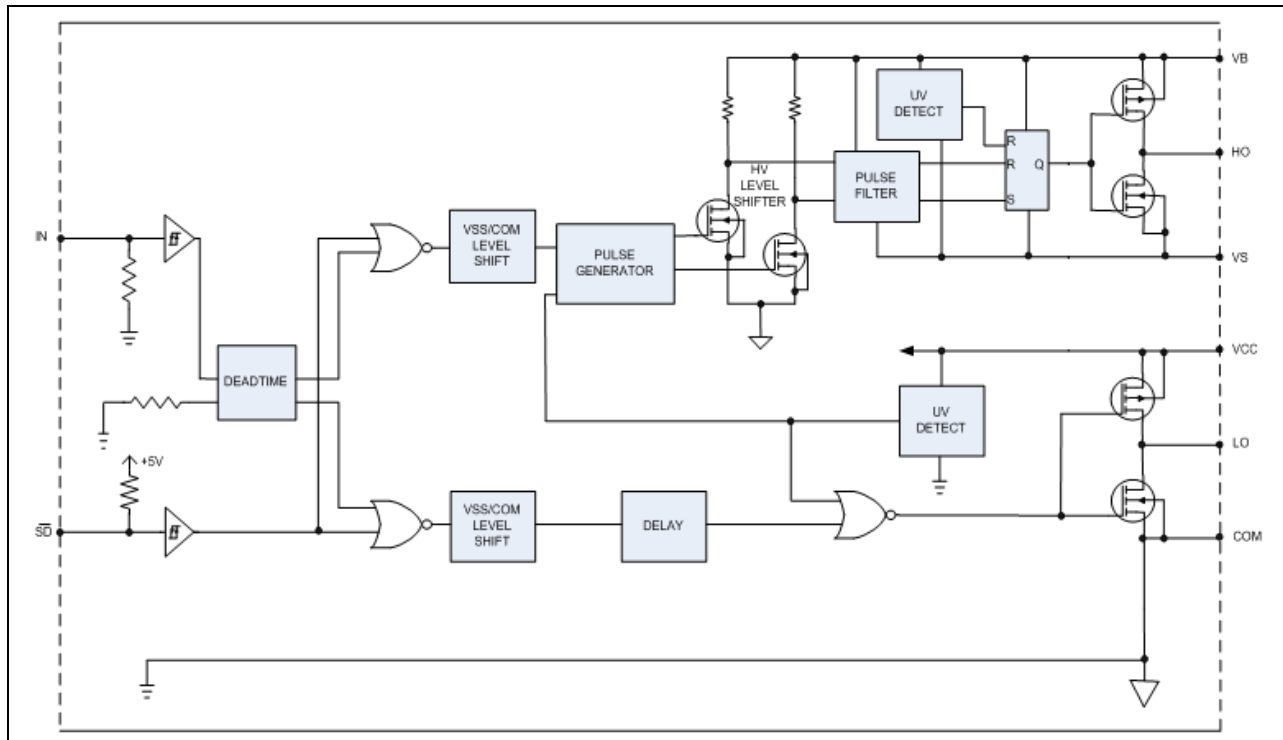 VB
UV
DETECT
R
R
Q
S
HO
PULSE
FILTER
HV
LEVEL
SHIFTER
IN
VSS/COM
LEVEL
SHIFT
PULSE
GENERATOR
VS
VCC
DEADTIME
UV
DETECT
+5V
LO
SD
VSS/COM
LEVEL
SHIFT
DELAY
COM